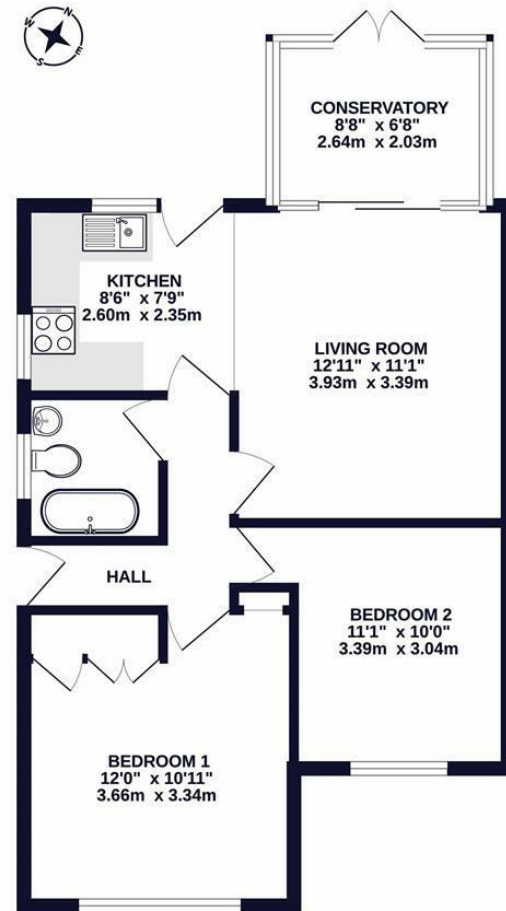 N
W
E
S
CONSERVATORY
8'8" x 6'8"
2.64m x 2.03m
KITCHEN
8'6" x 7'9"
2.60m x 2.35m
LIVING ROOM
12'11" x 11'1"
3.93m x 3.39m
HALL
BEDROOM 2
11'1" x 10'0"
3.39m x 3.04m
BEDROOM 1
12'0" x 10'11"
3.66m x 3.34m